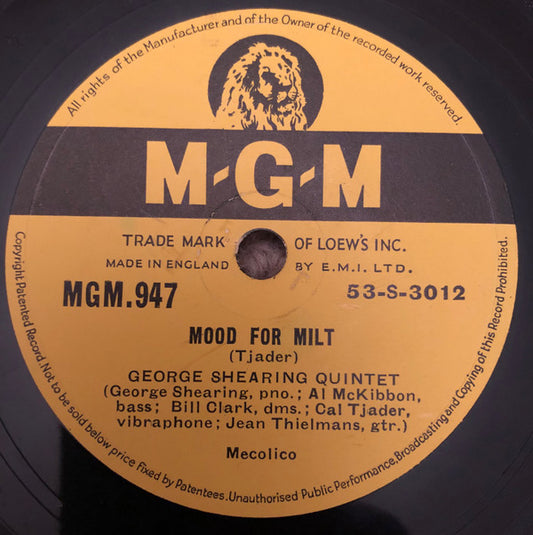 All rights of the Manufacturer and of the Owner of the recorded work reserved.
M-G-M
TRADE MARK OF LOEW'S INC.
MADE IN ENGLAND BY E.M.I. LTD.
MGM.947 53-S-3012
MOOD FOR MILT
(Tjader)
GEORGE SHEARING QUINTET
(George Shearing, pno.; Al McKibbon,
bass; Bill Clark, dms.; Cal Tjader,
vibraphone; Jean Thielmans, gtr.)
Mecolico
Copyright Patented Record. Not to be sold below price fixed by Patentees. Unauthorised Public Performance, Broadcasting and Copying of this Record Prohibited.